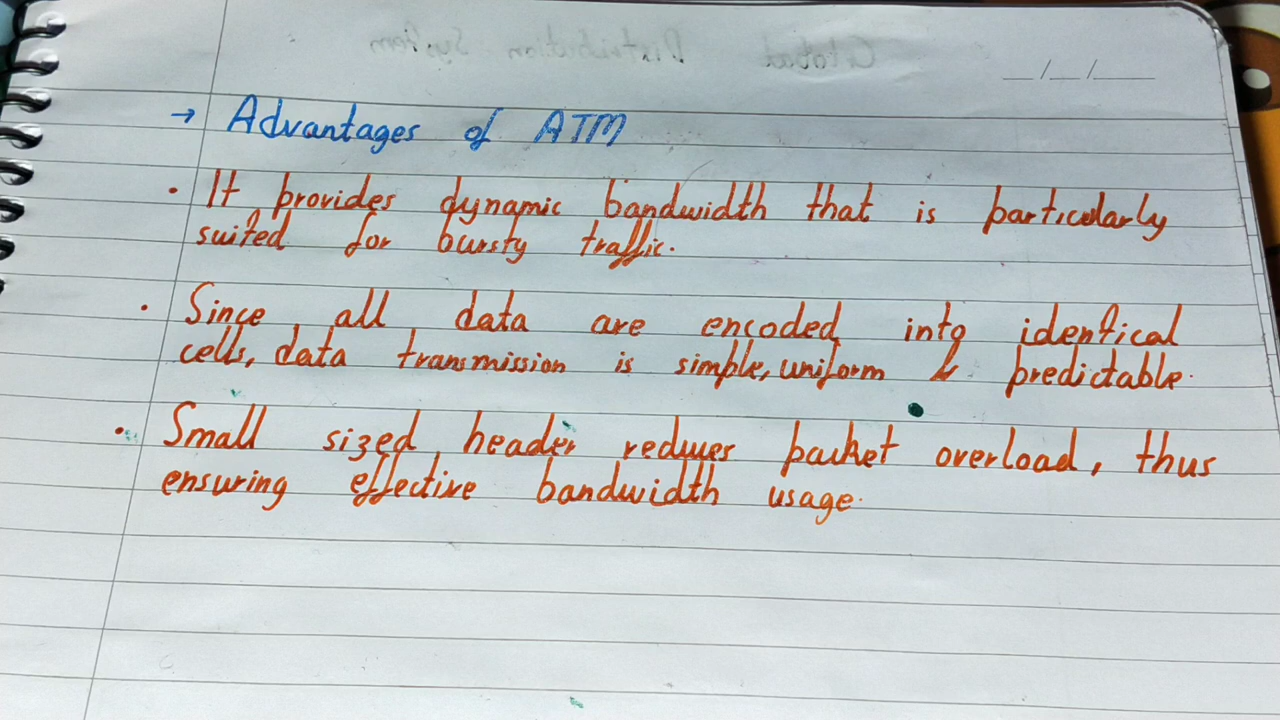 → Advantages of ATM
• It provides dynamic bandwidth that is particularly
suited for bursty traffic.
• Since all data are encoded into identical
cells, data transmission is simple, uniform & predictable.
• Small sized header reduces packet overload, thus
ensuring effective bandwidth usage.